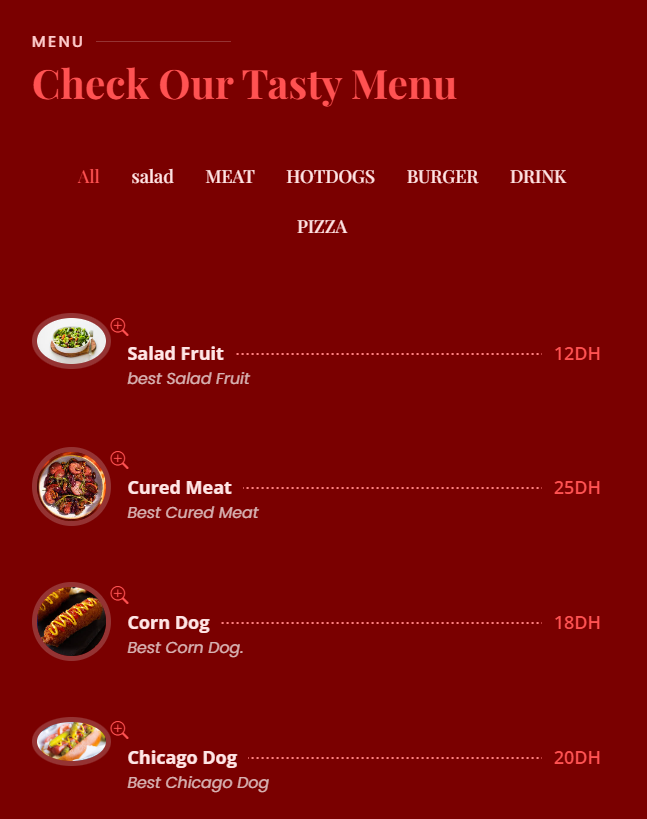 MENU
Check Our Tasty Menu
All salad MEAT HOTDOGS BURGER DRINK
PIZZA
Salad Fruit 12DH
best Salad Fruit
Cured Meat 25DH
Best Cured Meat
Corn Dog 18DH
Best Corn Dog.
Chicago Dog 20DH
Best Chicago Dog